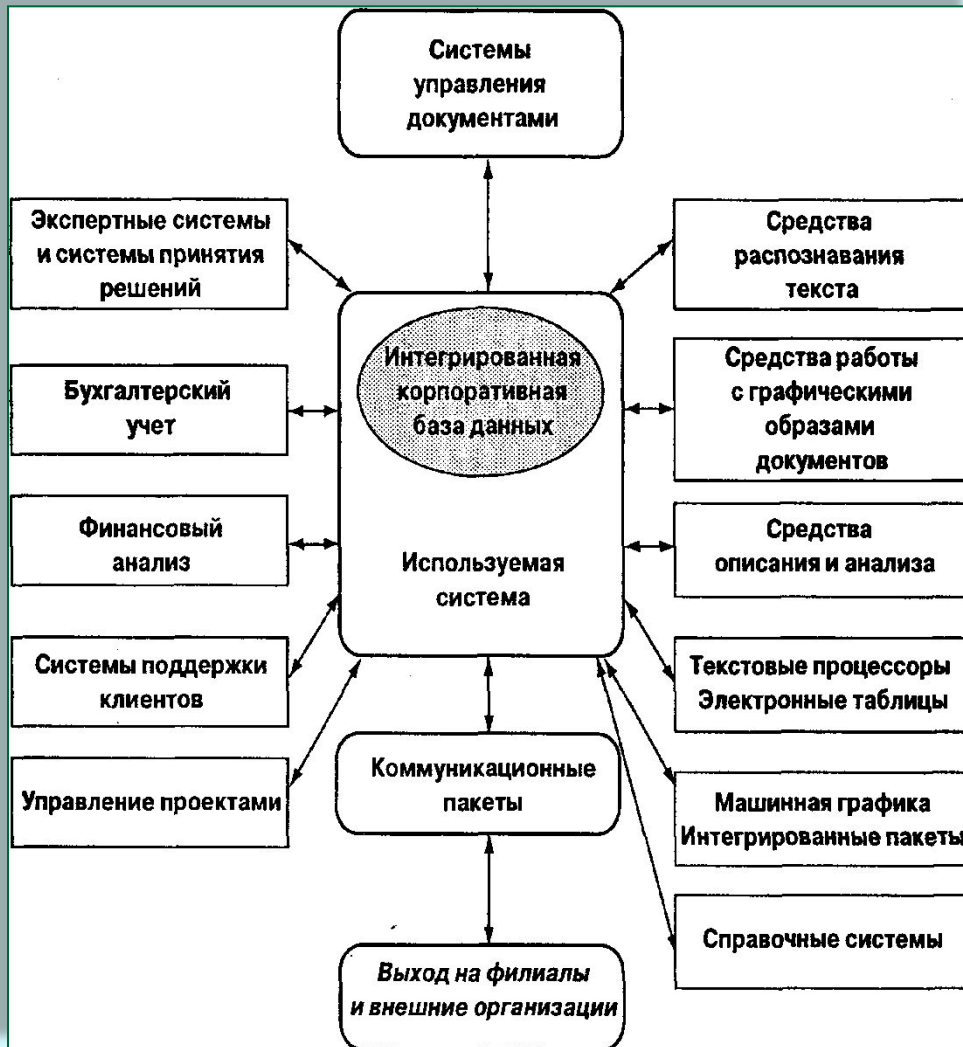 Системы
управления
документами
Экспертные системы
и системы принятия
решений
Средства
распознавания
текста
Интегрированная
корпоративная
база данных
Бухгалтерский
учет
Средства работы
с графическими
образами
документов
Финансовый
анализ
Используемая
система
Средства
описания и анализа
Системы поддержки
клиентов
Текстовые процессоры
Электронные таблицы
Управление проектами
Коммуникационные
пакеты
Машинная графика
Интегрированные пакеты
Справочные системы
Выход на филиалы
и внешние организации